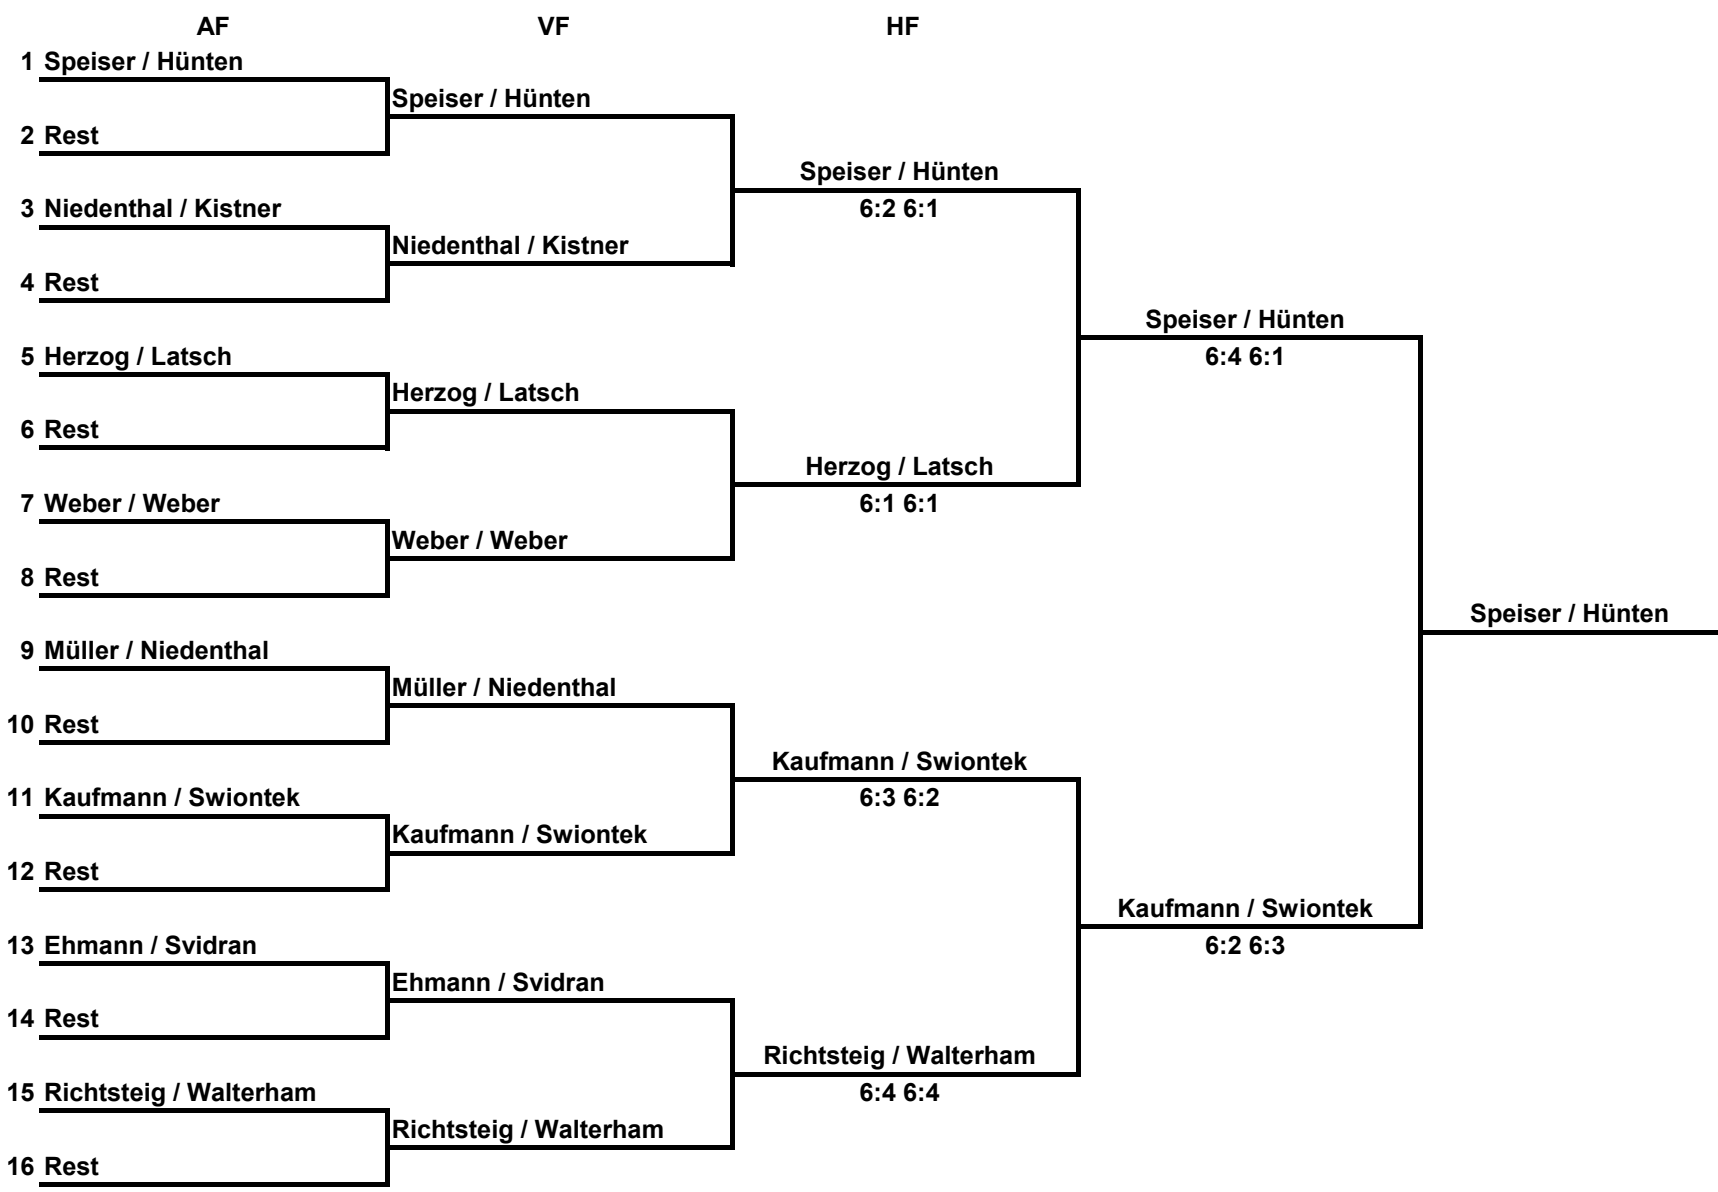 AF VF HF
1 Speiser / Hünten
Speiser / Hünten
2 Rest
Speiser / Hünten
3 Niedenthal / Kistner
6:2 6:1
Niedenthal / Kistner
4 Rest
Speiser / Hünten
5 Herzog / Latsch
6:4 6:1
Herzog / Latsch
6 Rest
Herzog / Latsch
7 Weber / Weber
6:1 6:1
Weber / Weber
8 Rest
Speiser / Hünten
9 Müller / Niedenthal
Müller / Niedenthal
10 Rest
Kaufmann / Swiontek
11 Kaufmann / Swiontek
6:3 6:2
Kaufmann / Swiontek
12 Rest
Kaufmann / Swiontek
13 Ehmann / Svidran
6:2 6:3
Ehmann / Svidran
14 Rest
Richtsteig / Walterham
15 Richtsteig / Walterham
6:4 6:4
Richtsteig / Walterham
16 Rest